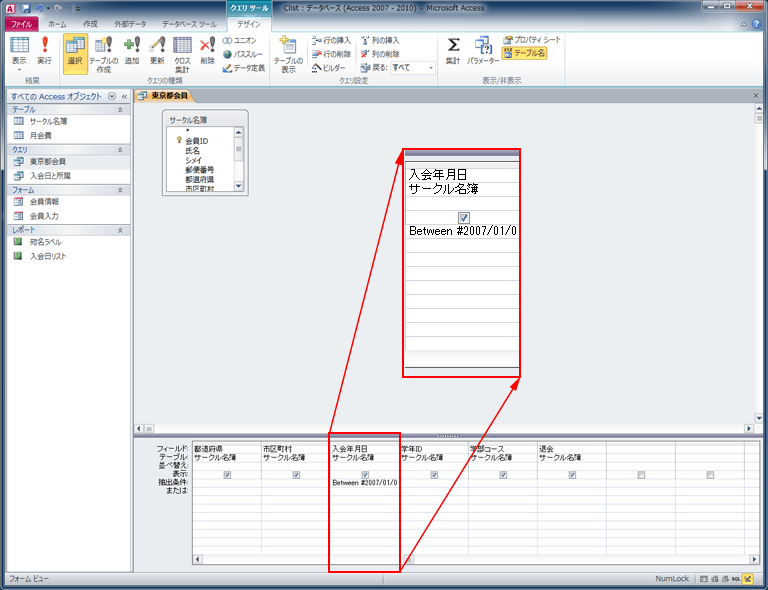 クエリ ツール
Clist : データベース (Access 2007 - 2010) - Microsoft Access
ファイル ホーム 作成 外部データ データベース ツール デザイン
表示
実行
選択
テーブルの
作成
追加
更新
クロス
集計
削除
ユニオン
パススルー
データ定義
テーブルの
表示
行の挿入
行の削除
ビルダー
列の挿入
列の削除
戻る: すべて
集計
パラメーター
プロパティ シート
テーブル名
結果
クエリの種類
クエリ設定
表示/非表示
すべての Access オブジェクト
テーブル
サークル名簿
月会費
クエリ
東京都会員
入会日と所属
フォーム
会員情報
会員入力
レポート
宛名ラベル
入会日リスト
東京都会員
サークル名簿
*
会員ID
氏名
シメイ
郵便番号
都道府県
市区町村
入会年月日
サークル名簿
Between #2007/01/0
フィールド: 都道府県 市区町村 入会年月日 学年ID 学部コース 退会
テーブル: サークル名簿 サークル名簿 サークル名簿 サークル名簿 サークル名簿 サークル名簿
並べ替え:
表示:
抽出条件: Between #2007/01/0
または:
フォーム ビュー
NumLock
SQL